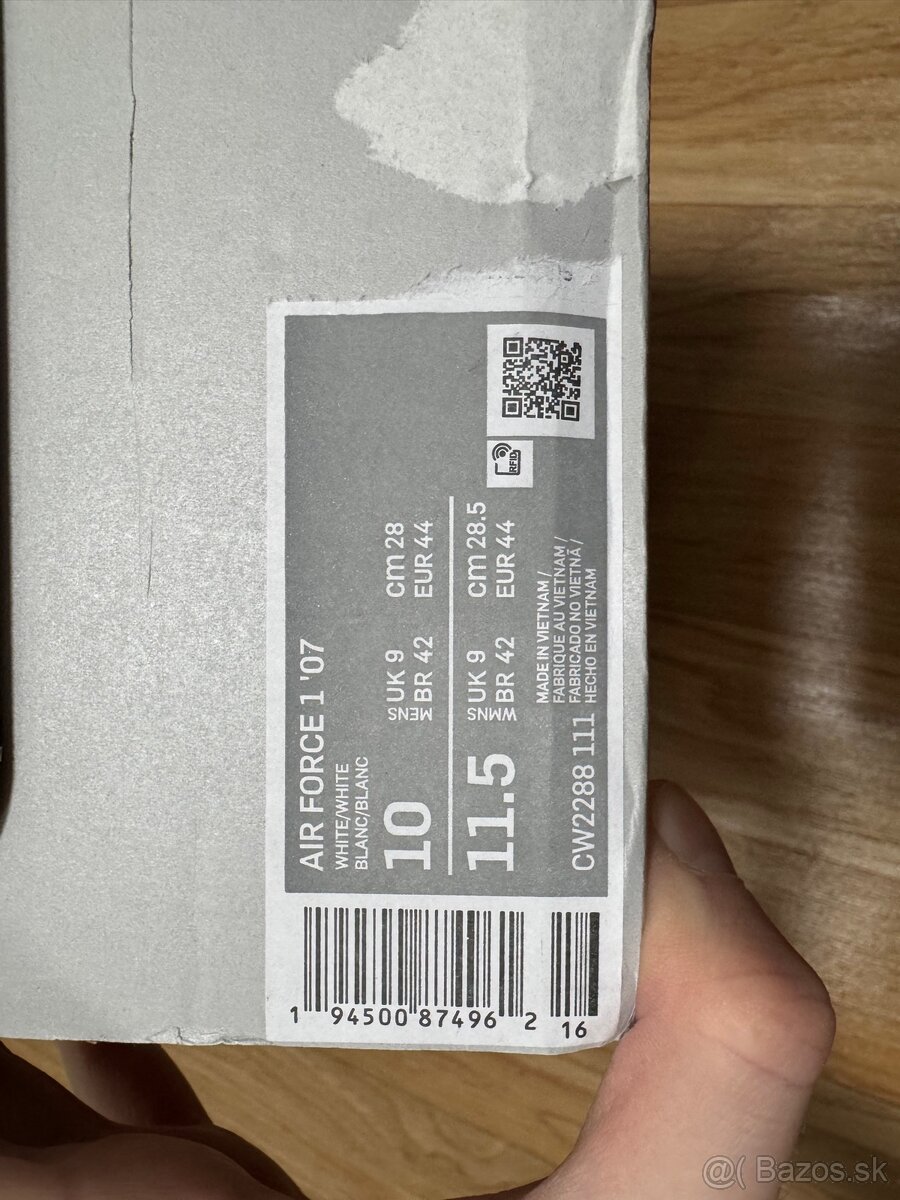 AIR FORCE 1 '07
WHITE/WHITE
BLANC/BLANC
10
MENS
UK 9
cm 28
BR 42
EUR 44
11.5
WMNS
UK 9
cm 28.5
BR 42
EUR 44
RFID
MADE IN VIETNAM /
FABRIQUE AU VIETNAM /
FABRICADO NO VIETNÃ /
HECHO EN VIETNAM
CW2288 111
1 94500 87496 2 16
@( Bazos.sk